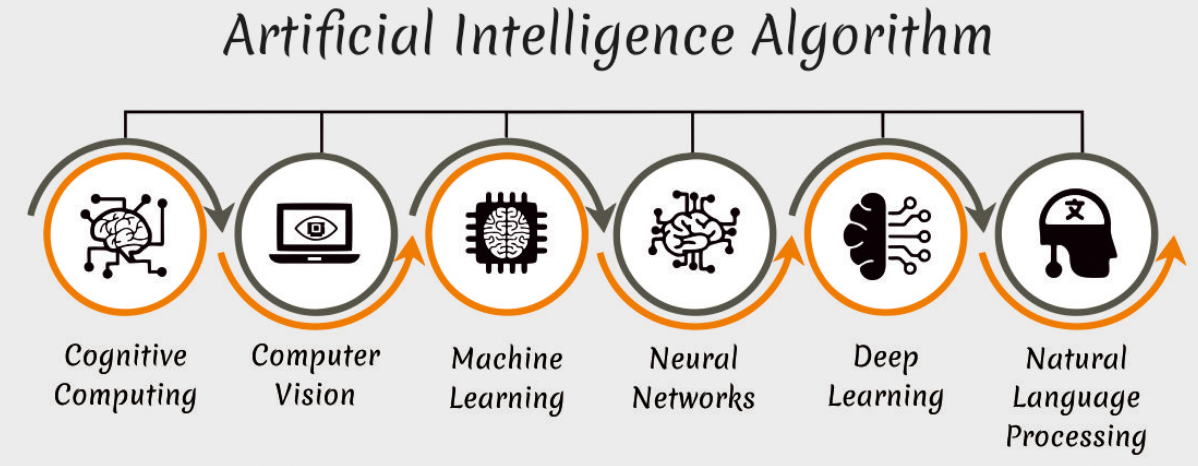 Artificial Intelligence Algorithm
文
Cognitive
Computing
Computer
Vision
Machine
Learning
Neural
Networks
Deep
Learning
Natural
Language
Processing